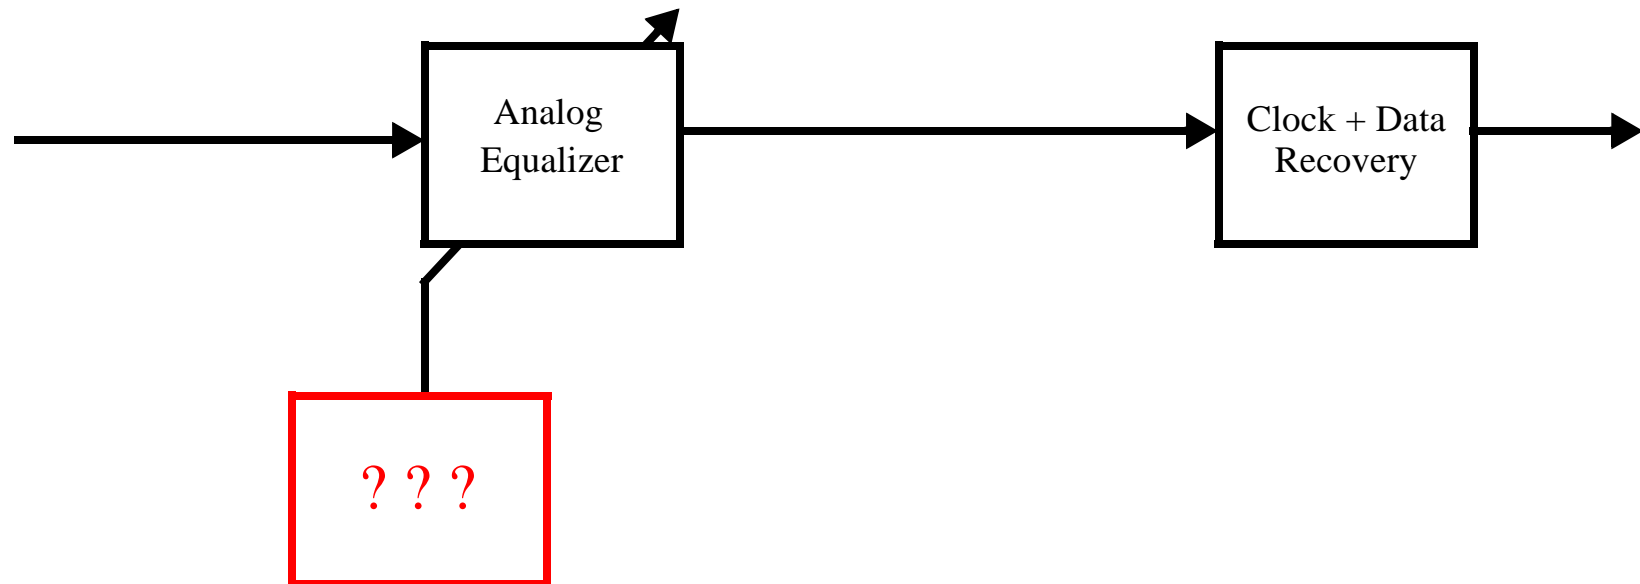 Analog
Equalizer
Clock + Data
Recovery
? ? ?